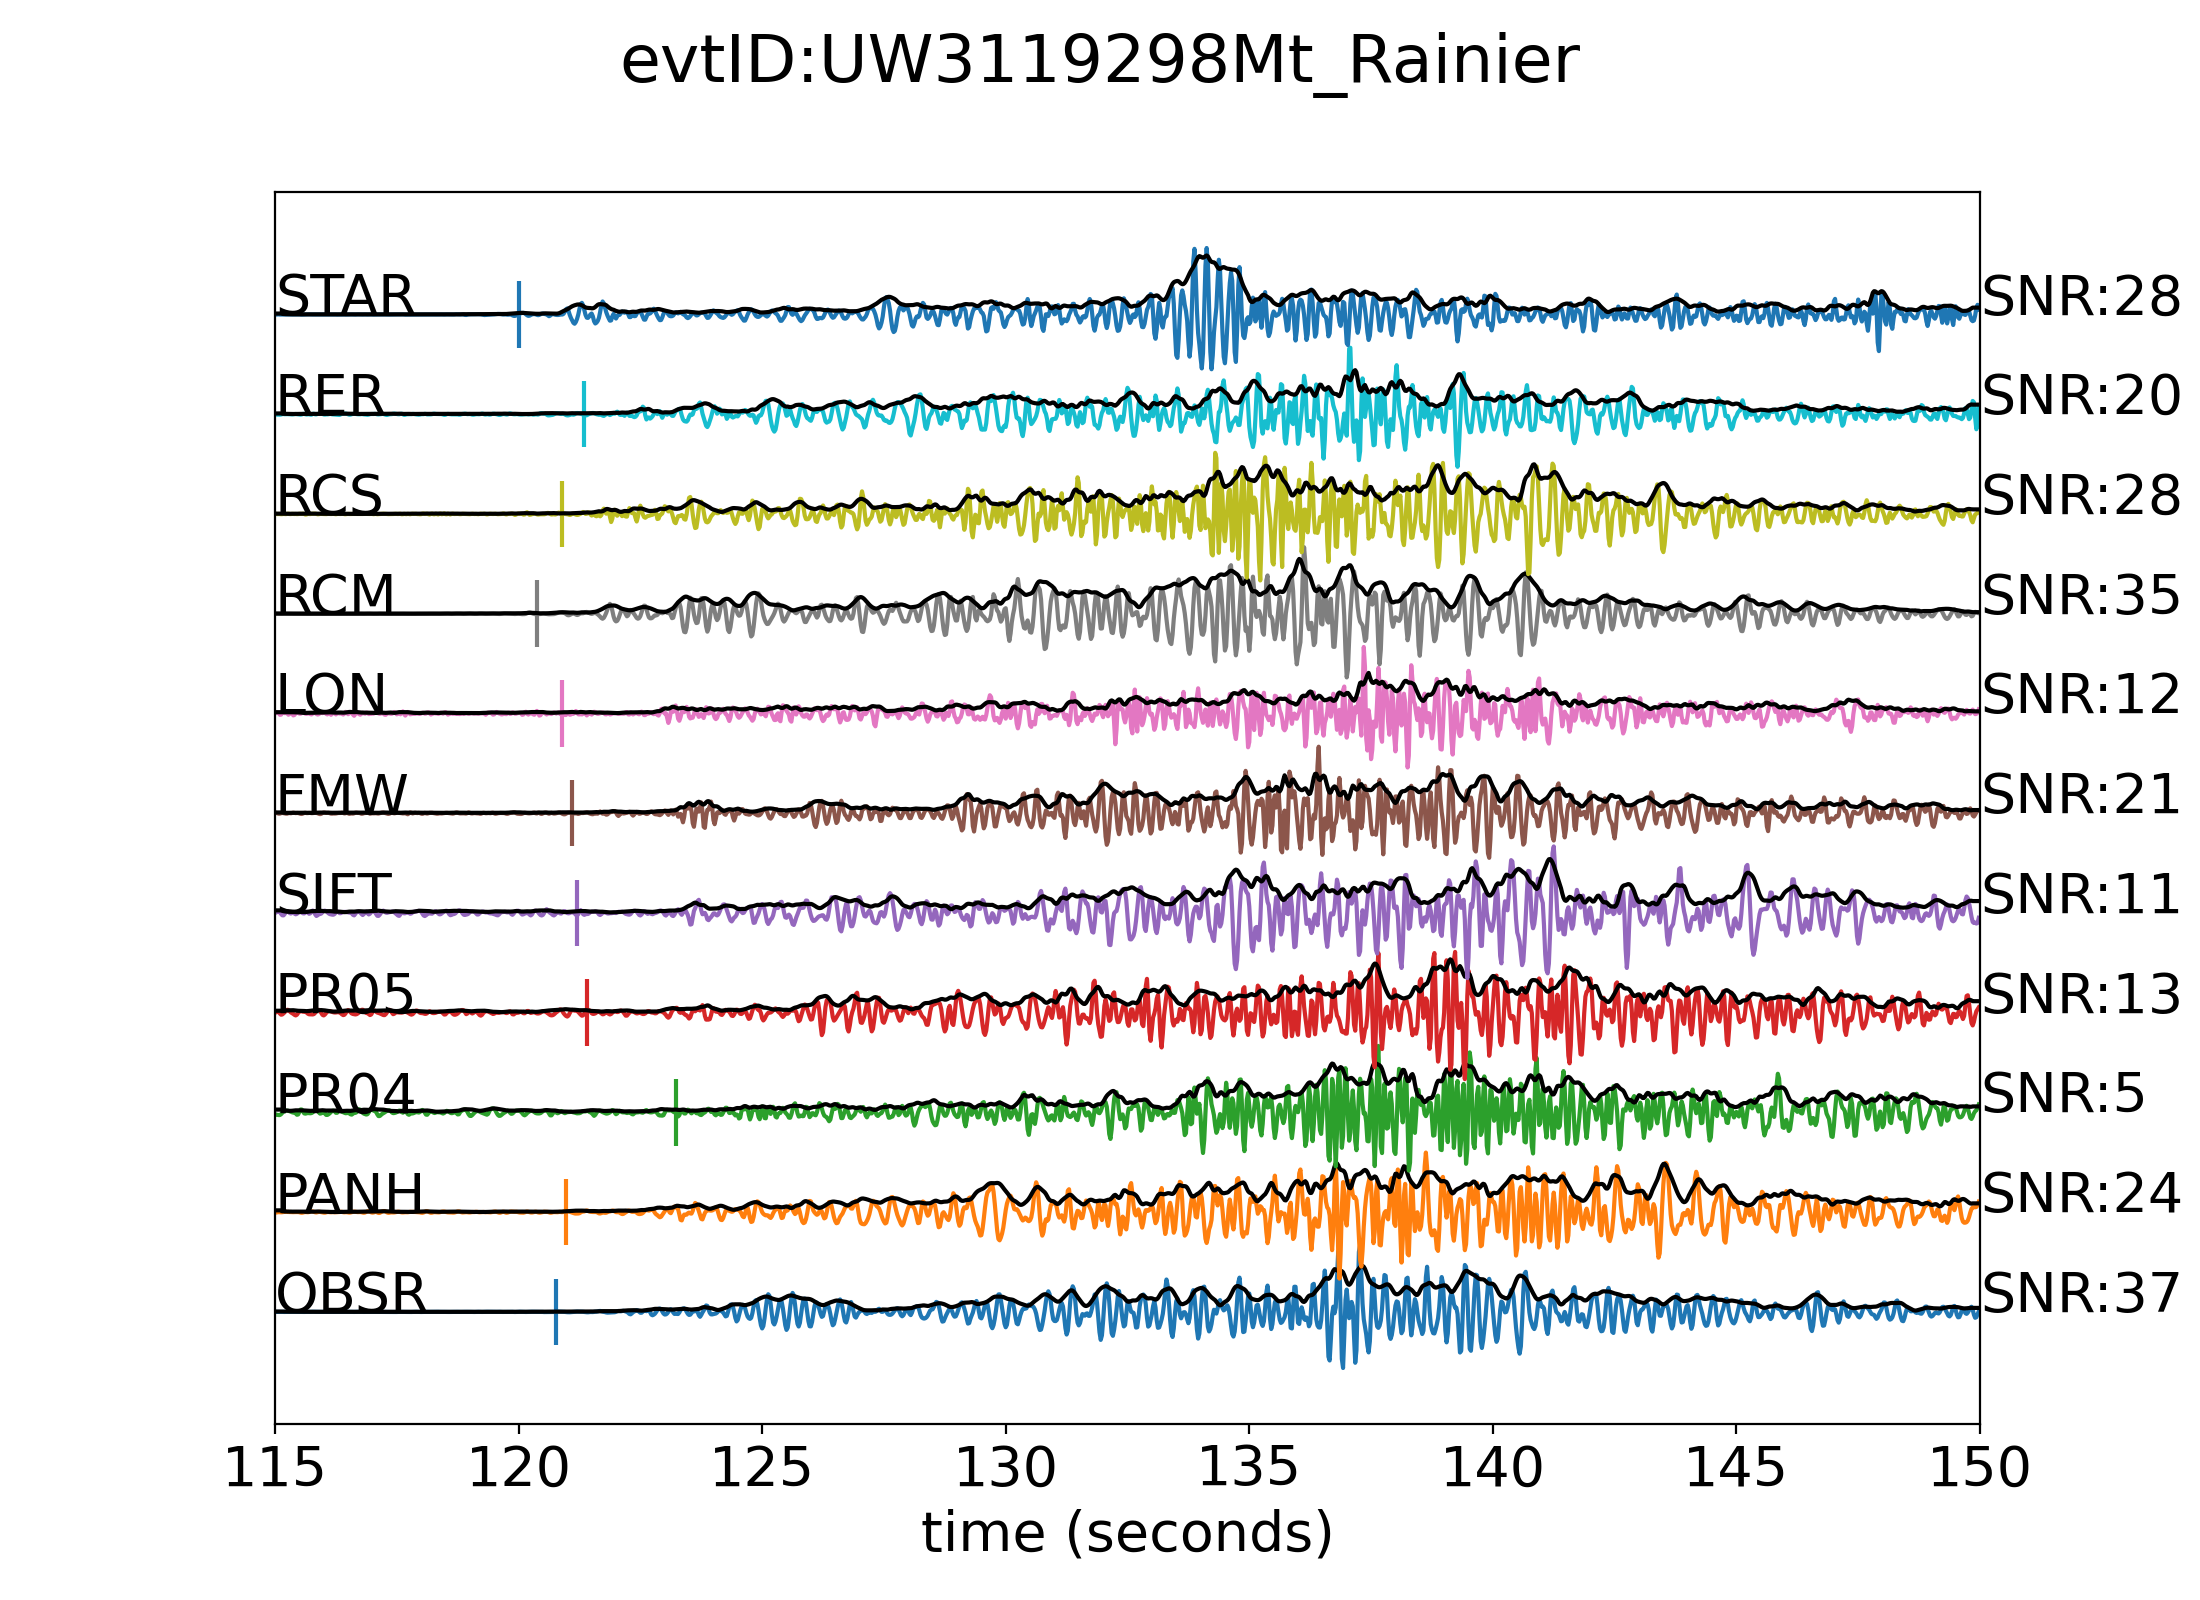 evtID:UW3119298Mt_Rainier
STAR SNR:28
RER SNR:20
RCS SNR:28
RCM SNR:35
LON SNR:12
FMW SNR:21
SIFT SNR:11
PR05 SNR:13
PR04 SNR:5
PANH SNR:24
OBSR SNR:37
115 120 125 130 135 140 145 150
time (seconds)